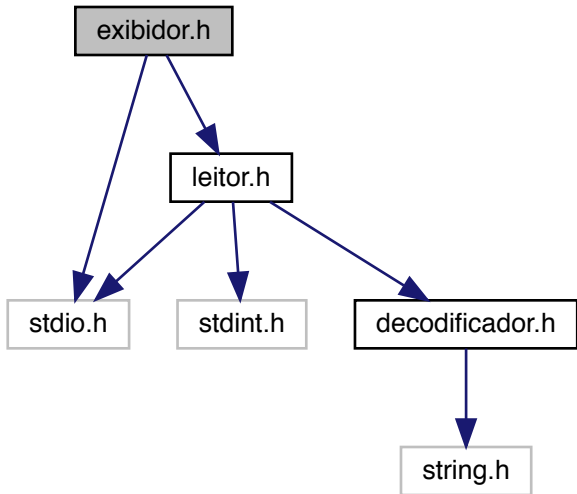 exibidor.h
leitor.h
stdio.h
stdint.h
decodificador.h
string.h